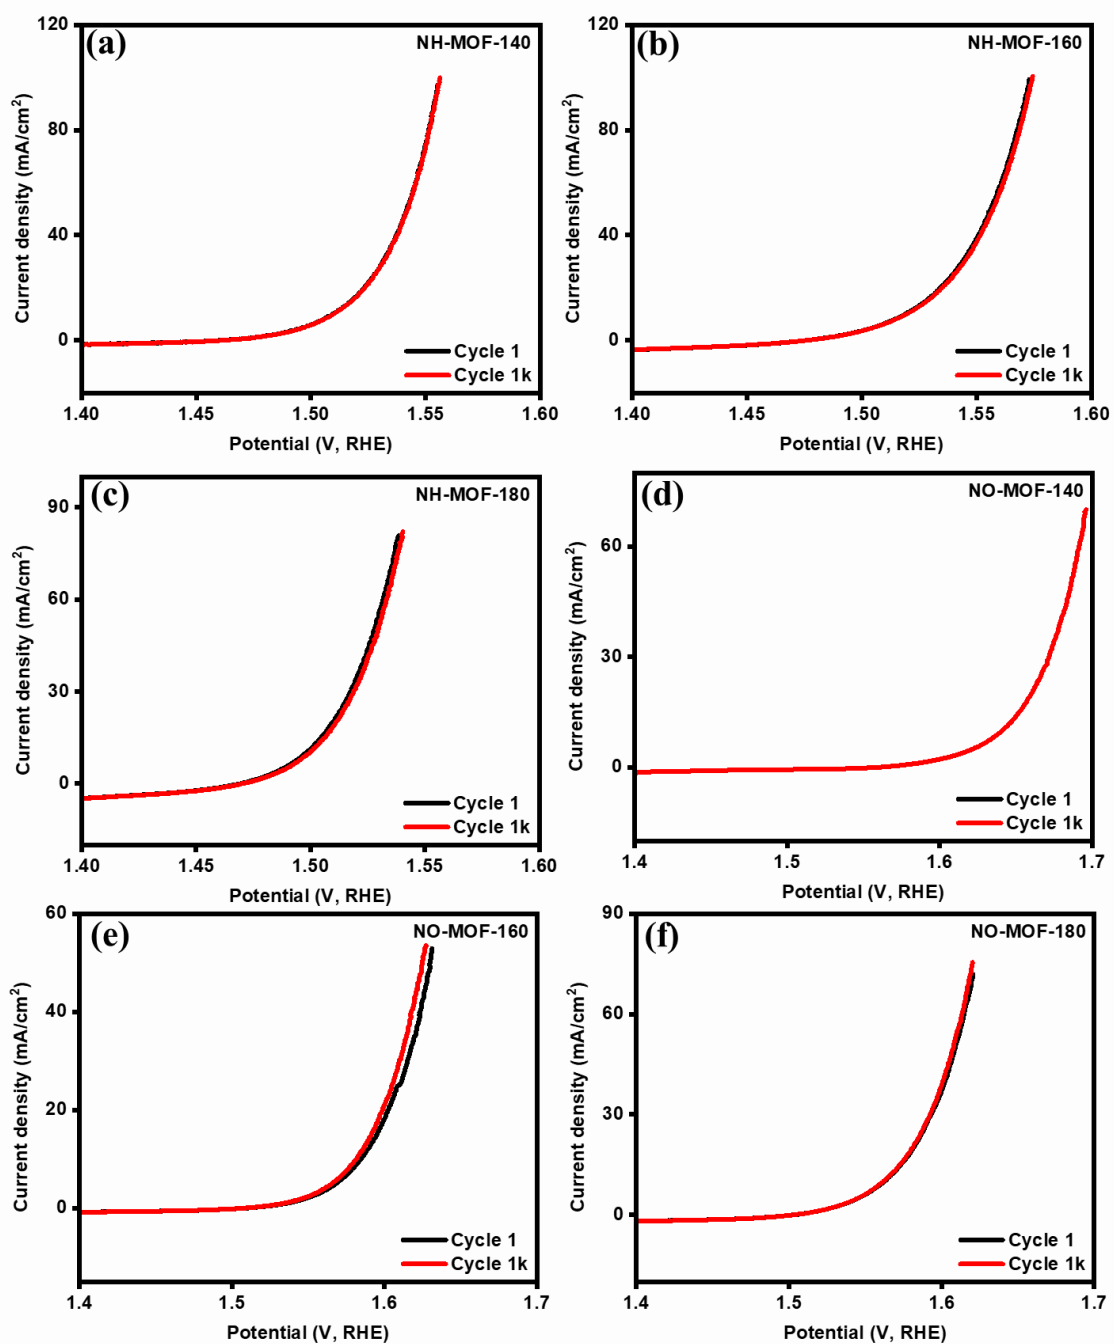 (a)
NH-MOF-140
120
80
40
0
Current density (mA/cm²)
Cycle 1
Cycle 1k
1.40 1.45 1.50 1.55 1.60
Potential (V, RHE)
(b)
NH-MOF-160
120
80
40
0
Current density (mA/cm²)
Cycle 1
Cycle 1k
1.40 1.45 1.50 1.55 1.60
Potential (V, RHE)
(c)
NH-MOF-180
90
60
30
0
Current density (mA/cm²)
Cycle 1
Cycle 1k
1.40 1.45 1.50 1.55 1.60
Potential (V, RHE)
(d)
NO-MOF-140
60
30
0
Current density (mA/cm²)
Cycle 1
Cycle 1k
1.4 1.5 1.6 1.7
Potential (V, RHE)
(e)
NO-MOF-160
60
40
20
0
Current density (mA/cm²)
Cycle 1
Cycle 1k
1.4 1.5 1.6 1.7
Potential (V, RHE)
(f)
NO-MOF-180
90
60
30
0
Current density (mA/cm²)
Cycle 1
Cycle 1k
1.4 1.5 1.6 1.7
Potential (V, RHE)